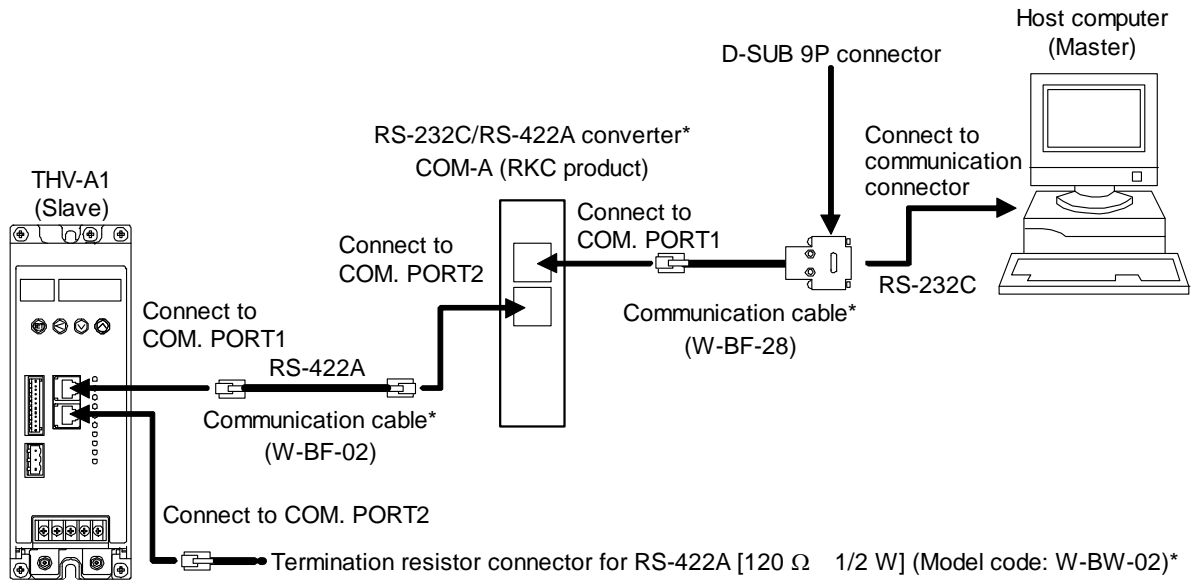 Host computer
(Master)
D-SUB 9P connector
RS-232C/RS-422A converter*
COM-A (RKC product)
Connect to
communication
connector
THV-A1
(Slave)
Connect to
COM. PORT1
Connect to
COM. PORT2
RS-232C
Communication cable*
(W-BF-28)
Connect to
COM. PORT1
RS-422A
Communication cable*
(W-BF-02)
Connect to COM. PORT2
Termination resistor connector for RS-422A [120 Ω 1/2 W] (Model code: W-BW-02)*